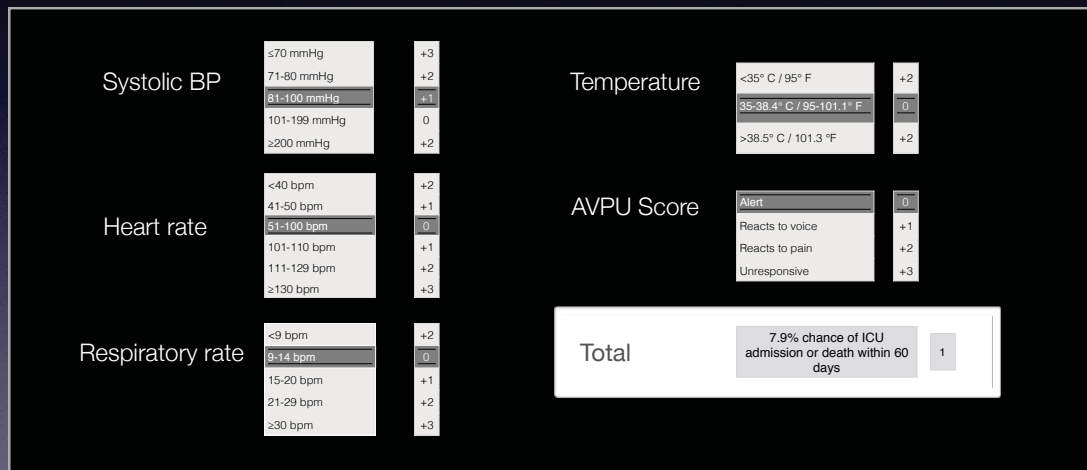 Systolic BP
≤70 mmHg +3
71-80 mmHg +2
81-100 mmHg +1
101-199 mmHg 0
≥200 mmHg +2
Heart rate
<40 bpm +2
41-50 bpm +1
51-100 bpm 0
101-110 bpm +1
111-129 bpm +2
≥130 bpm +3
Respiratory rate
<9 bpm +2
9-14 bpm 0
15-20 bpm +1
21-29 bpm +2
≥30 bpm +3
Temperature
<35° C / 95° F +2
35-38.4° C / 95-101.1° F 0
>38.5° C / 101.3 °F +2
AVPU Score
Alert 0
Reacts to voice +1
Reacts to pain +2
Unresponsive +3
Total
7.9% chance of ICU
admission or death within 60
days
1